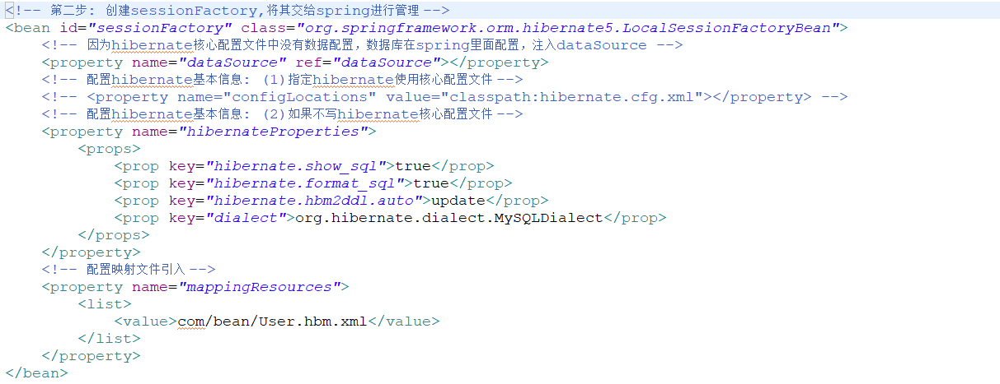 <!-- 第二步: 创建sessionFactory,将其交给spring进行管理 -->
<bean id="sessionFactory" class="org.springframework.orm.hibernate5.LocalSessionFactoryBean">
    <!-- 因为hibernate核心配置文件中没有数据配置，数据库在spring里面配置，注入dataSource -->
    <property name="dataSource" ref="dataSource"></property>
    <!-- 配置hibernate基本信息: (1)指定hibernate使用核心配置文件 -->
    <!-- <property name="configLocations" value="classpath:hibernate.cfg.xml"></property> -->
    <!-- 配置hibernate基本信息: (2)如果不写hibernate核心配置文件 -->
    <property name="hibernateProperties">
        <props>
            <prop key="hibernate.show_sql">true</prop>
            <prop key="hibernate.format_sql">true</prop>
            <prop key="hibernate.hbm2ddl.auto">update</prop>
            <prop key="dialect">org.hibernate.dialect.MySQLDialect</prop>
        </props>
    </property>
    <!-- 配置映射文件引入 -->
    <property name="mappingResources">
        <list>
            <value>com/bean/User.hbm.xml</value>
        </list>
    </property>
</bean>